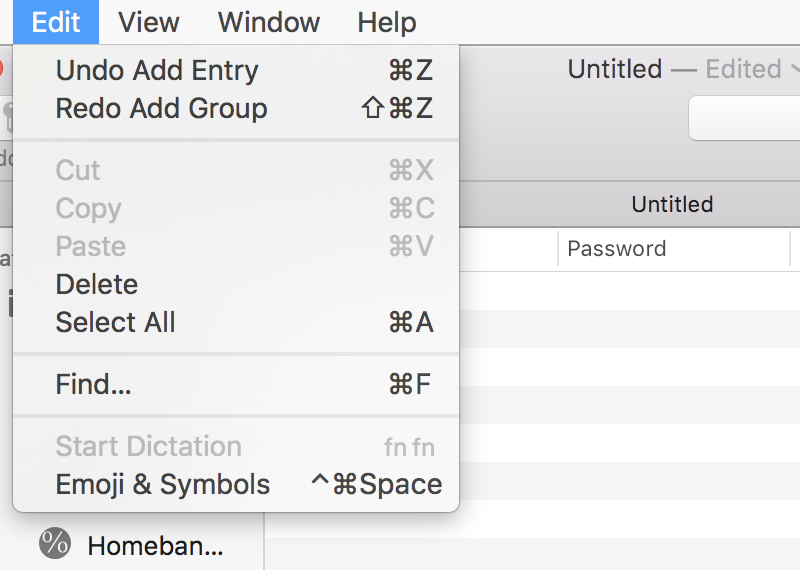 Edit View Window Help
Undo Add Entry ⌘Z
Redo Add Group ⇧⌘Z
Cut ⌘X
Copy ⌘C
Paste ⌘V
Delete
Select All ⌘A
Find... ⌘F
Start Dictation fn fn
Emoji & Symbols ^⌘Space
Untitled — Edited
Untitled
Password
% Homeban...